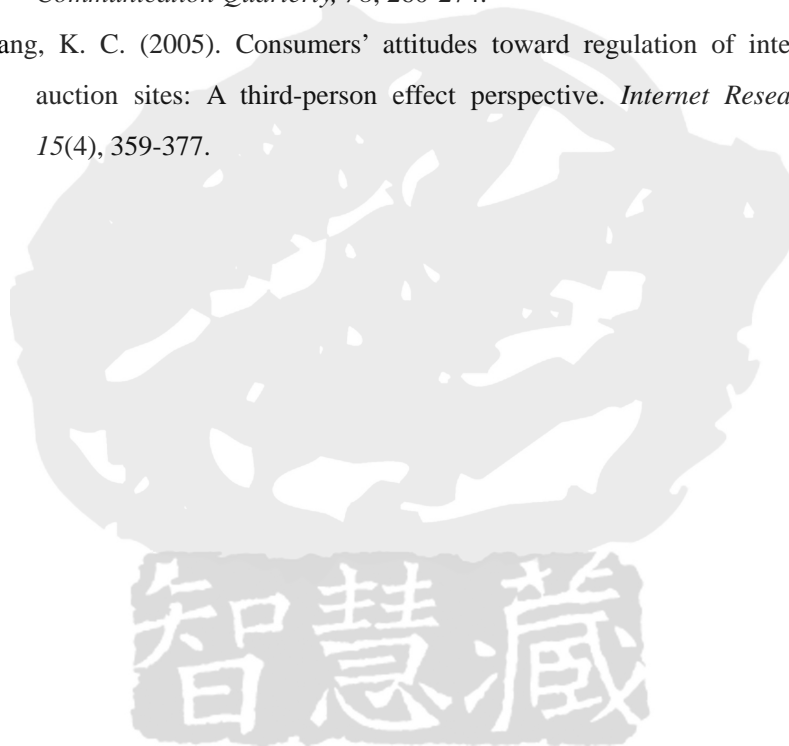 Communication Quarterly, 78, 260-274.
ang, K. C. (2005). Consumers’ attitudes toward regulation of inte
auction sites: A third-person effect perspective. Internet Resea
15(4), 359-377.
智慧藏